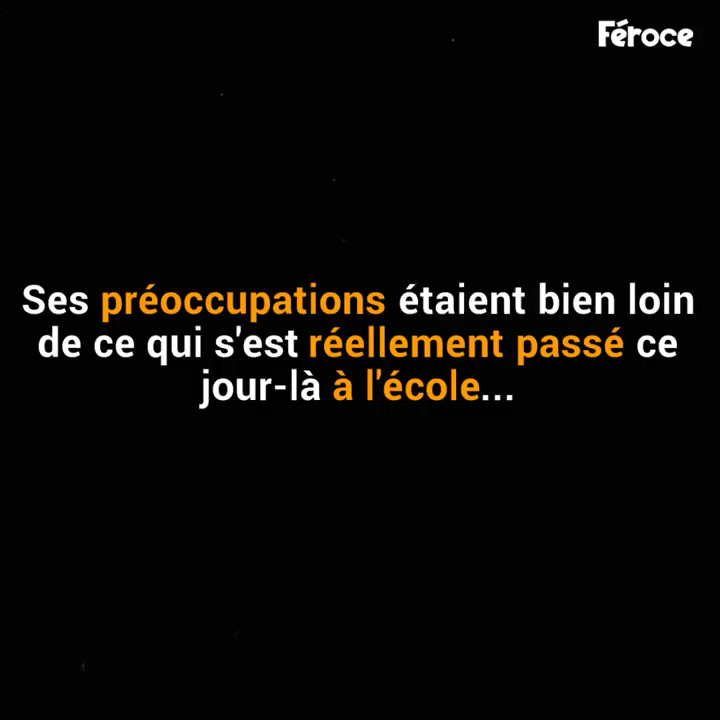 Féroce
Ses préoccupations étaient bien loin
de ce qui s'est réellement passé ce
jour-là à l'école...